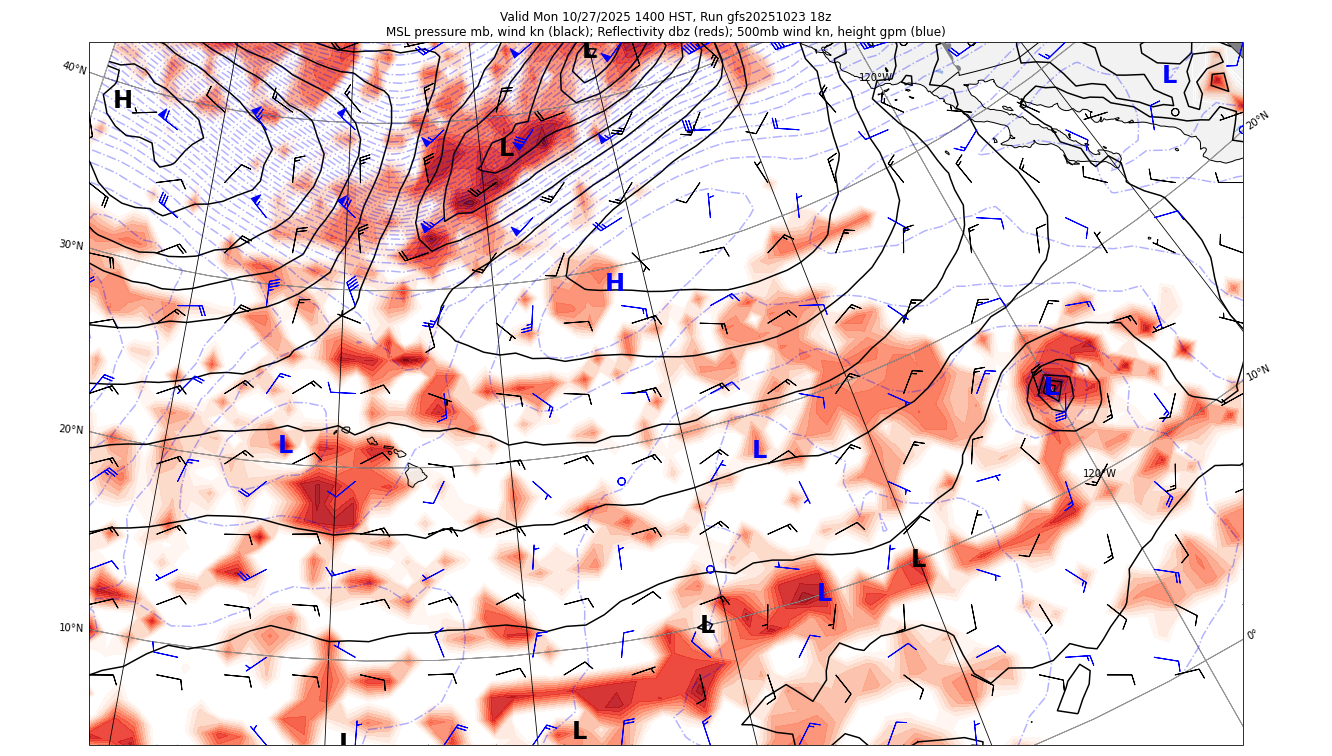 Valid Mon 10/27/2025 1400 HST, Run gfs20251023 18z
MSL pressure mb, wind kn (black); Reflectivity dbz (reds); 500mb wind kn, height gpm (blue)
L
40°N
120°W
L
H
20°N
L
30°N
H
10°N
L
20°N
L
L
120°W
L
L
10°N
L
0°
L
L